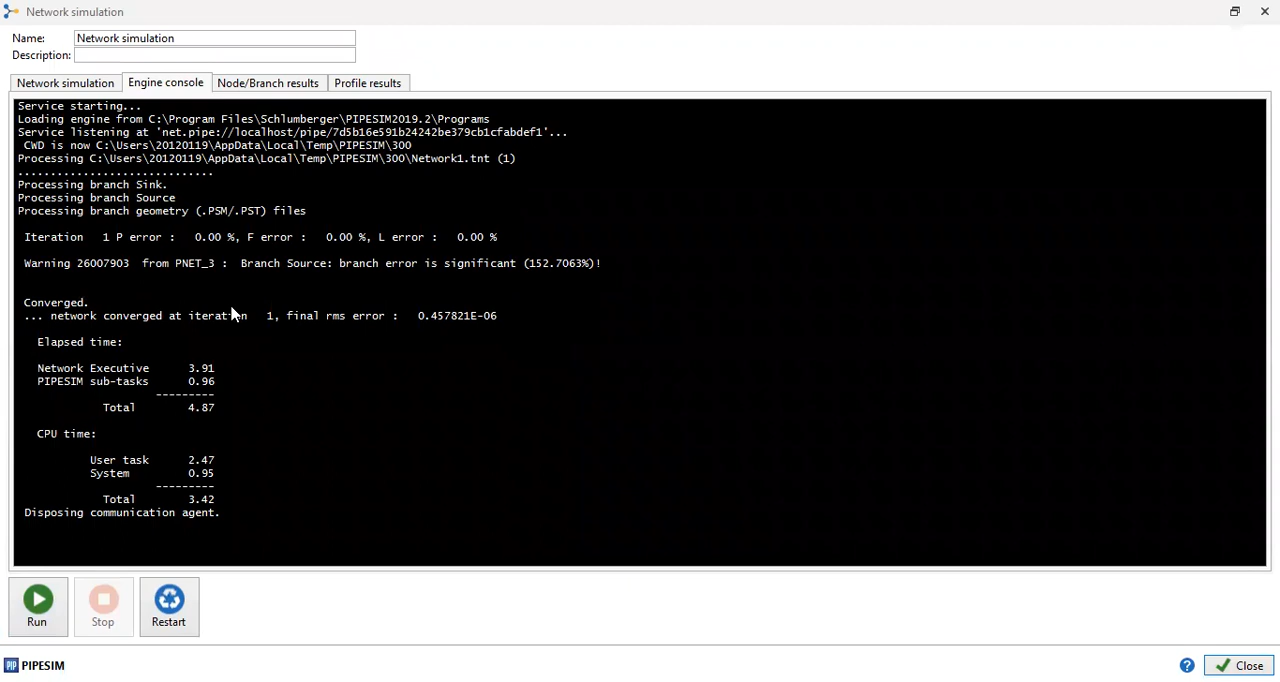 Network simulation
Name: Network simulation
Description:
Network simulation Engine console Node/Branch results Profile results
Service starting...
Loading engine from C:\Program Files\Schlumberger\PIPESIM2019.2\Programs
Service listening at 'net.pipe://localhost/pipe/7d5b16e591b24242be379cb1cfabdef1'...
CWD is now C:\Users\20120119\AppData\Local\Temp\PIPESIM\300
Processing C:\Users\20120119\AppData\Local\Temp\PIPESIM\300\Network1.tnt (1)
..............................
Processing branch Sink.
Processing branch Source
Processing branch geometry (.PSM/.PST) files
Iteration 1 P error : 0.00 %, F error : 0.00 %, L error : 0.00 %
Warning 26007903 from PNET_3 : Branch Source: branch error is significant (152.7063%)!
Converged.
... network converged at iteration 1, final rms error : 0.457821E-06
Elapsed time:
Network Executive 3.91
PIPESIM sub-tasks 0.96
---------
Total 4.87
CPU time:
User task 2.47
System 0.95
---------
Total 3.42
Disposing communication agent.
Run Stop Restart
PIP PIPESIM ? Close